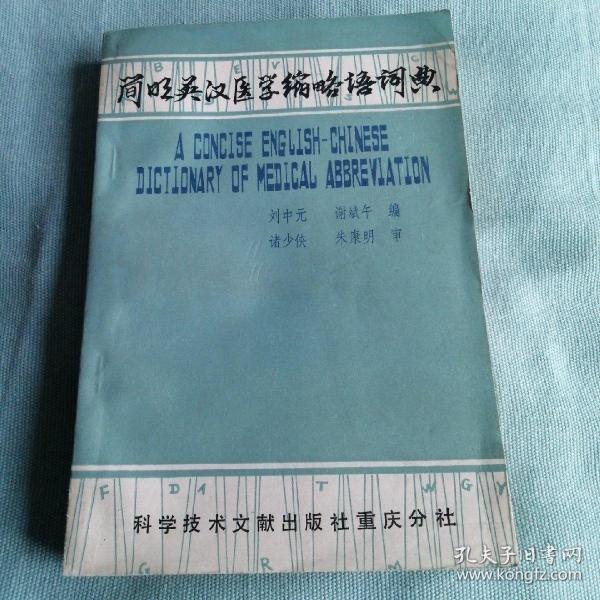 简明英汉医学缩略语词典
A CONCISE ENGLISH-CHINESE
DICTIONARY OF MEDICAL ABBREVIATION
刘中元 谢斌午 编
诸少侠 朱康明 审
F D 1 T W G Y
科学技术文献出版社重庆分社
孔夫子旧书网
www.kongfz.com